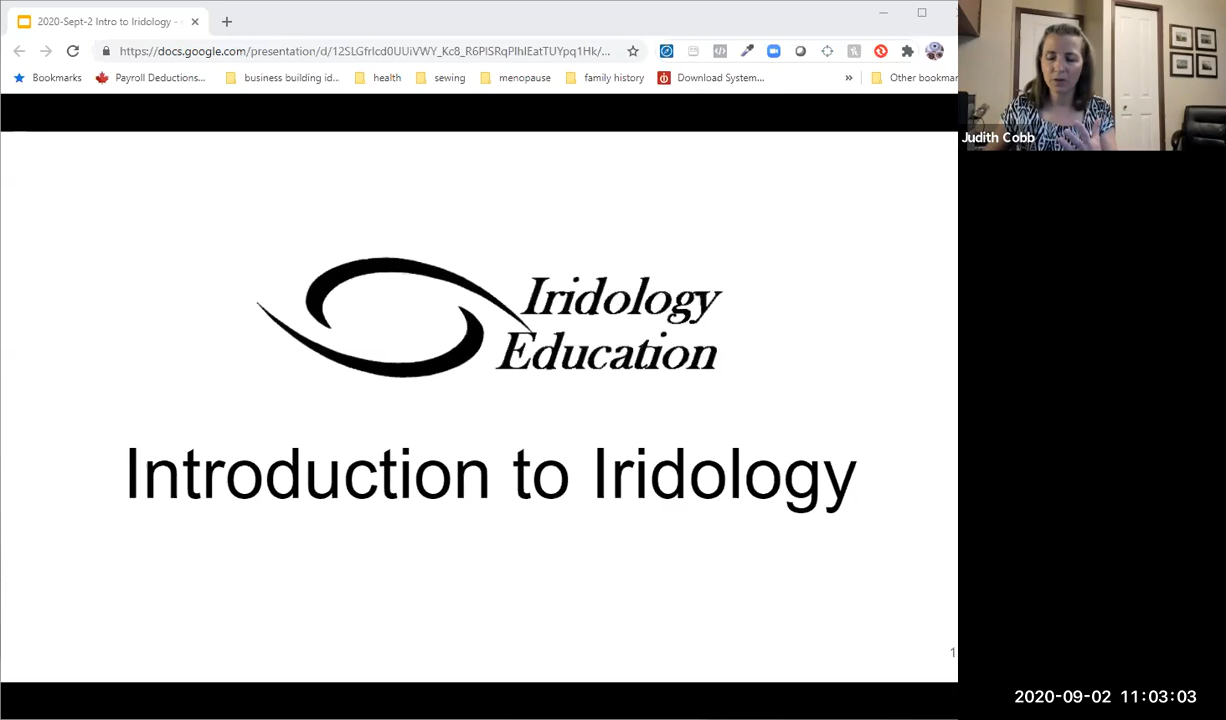 2020-Sept-2 Intro to Iridology -
https://docs.google.com/presentation/d/12SLGfrIcd0UUiVWY_Kc8_R6PlSRqPIhIEatTUYpq1Hk/...
Bookmarks
Payroll Deductions...
business building id...
health
sewing
menopause
family history
Download System...
»
Other bookmar
Judith Cobb
Iridology
Education
Introduction to Iridology
1
2020-09-02 11:03:03